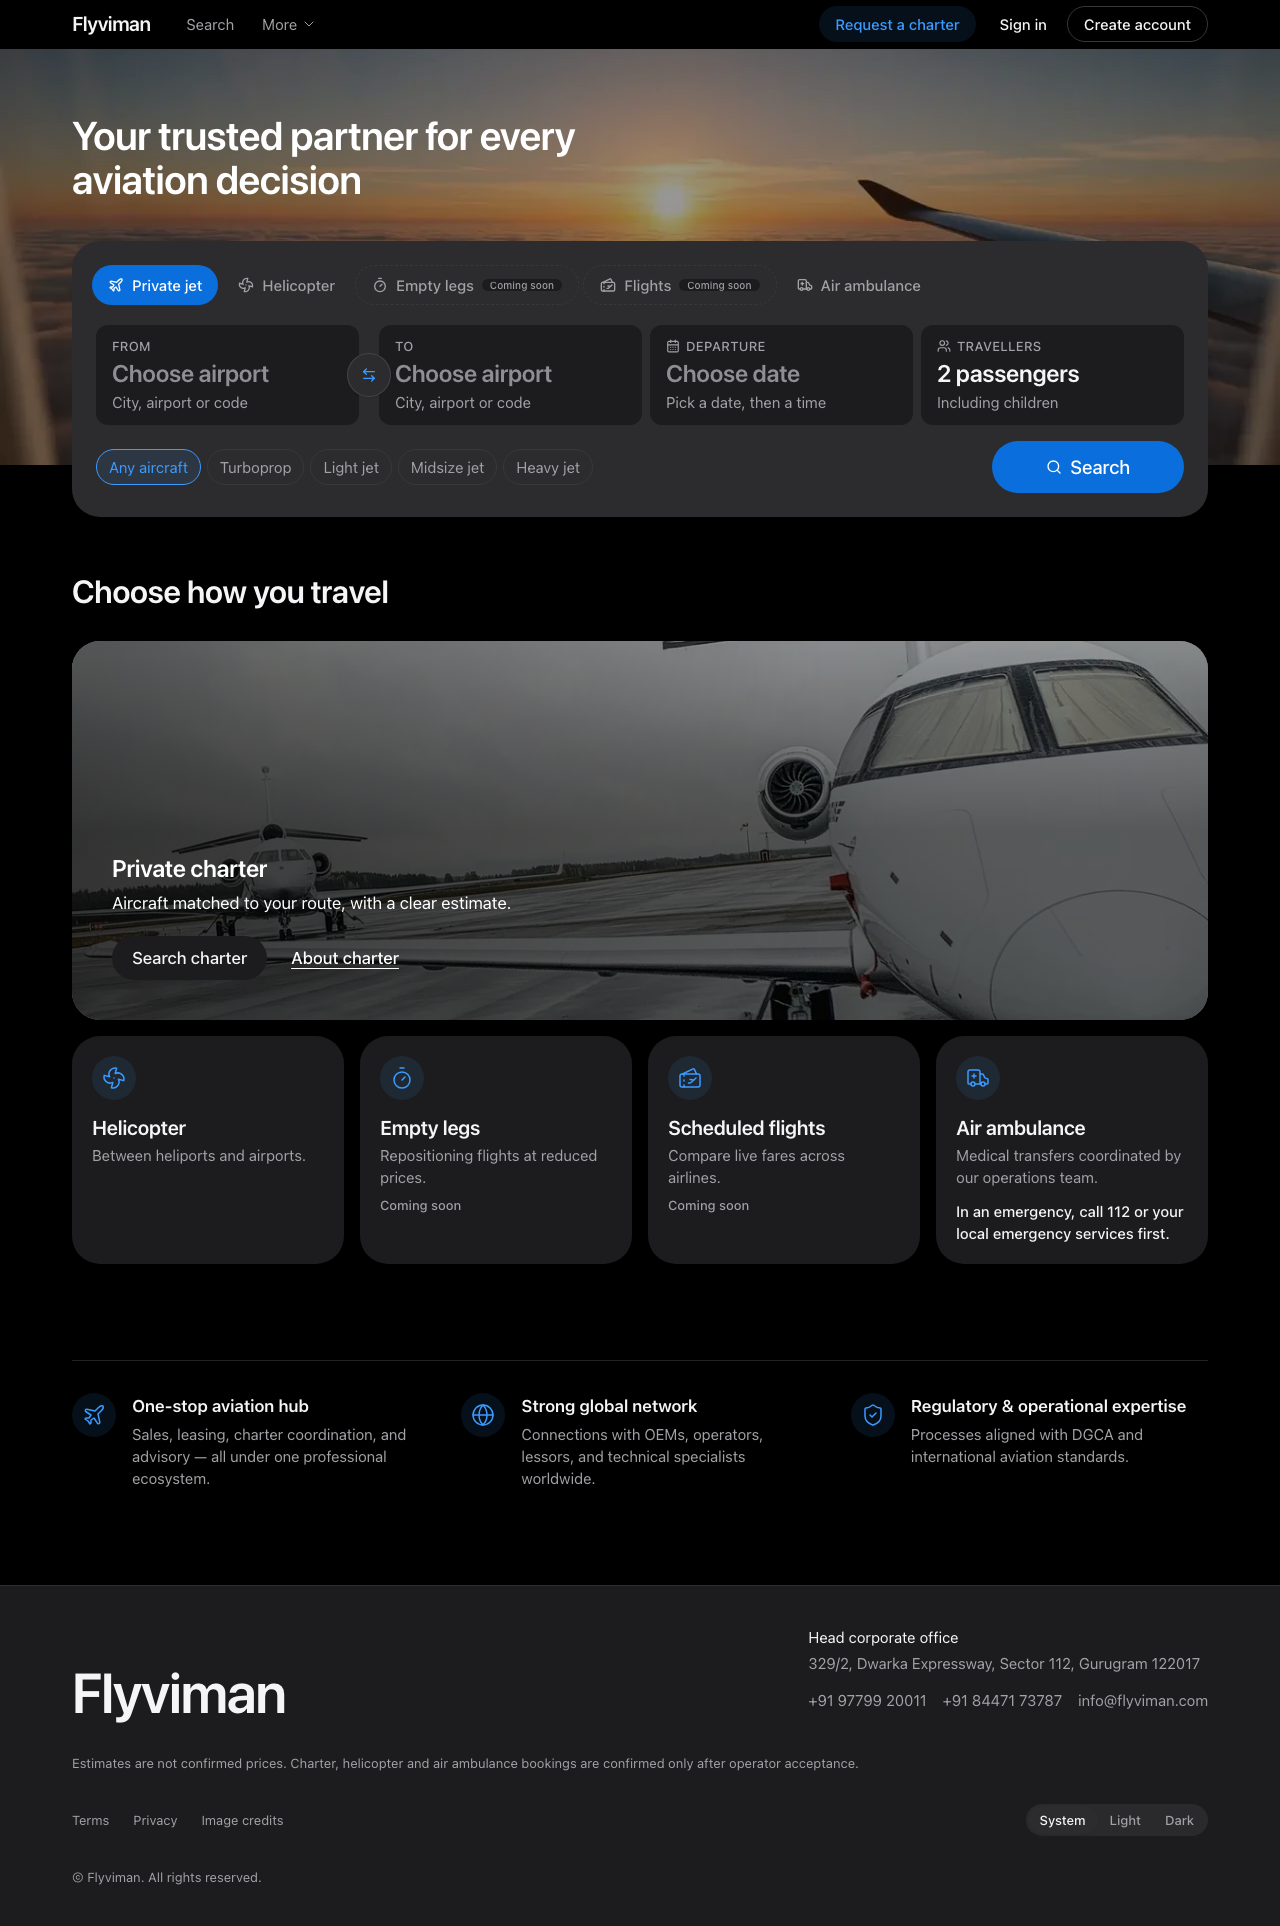 Flyviman
Search
More
Request a charter
Sign in
Create account
Your trusted partner for every
aviation decision
Private jet
Helicopter
Empty legs
Coming soon
Flights
Coming soon
Air ambulance
FROM
Choose airport
City, airport or code
TO
Choose airport
City, airport or code
DEPARTURE
Choose date
Pick a date, then a time
TRAVELLERS
2 passengers
Including children
Any aircraft
Turboprop
Light jet
Midsize jet
Heavy jet
Search
Choose how you travel
Private charter
Aircraft matched to your route, with a clear estimate.
Search charter
About charter
Helicopter
Between heliports and airports.
Empty legs
Repositioning flights at reduced
prices.
Coming soon
Scheduled flights
Compare live fares across
airlines.
Coming soon
Air ambulance
Medical transfers coordinated by
our operations team.
In an emergency, call 112 or your
local emergency services first.
One-stop aviation hub
Sales, leasing, charter coordination, and
advisory — all under one professional
ecosystem.
Strong global network
Connections with OEMs, operators,
lessors, and technical specialists
worldwide.
Regulatory & operational expertise
Processes aligned with DGCA and
international aviation standards.
Flyviman
Head corporate office
329/2, Dwarka Expressway, Sector 112, Gurugram 122017
+91 97799 20011
+91 84471 73787
info@flyviman.com
Estimates are not confirmed prices. Charter, helicopter and air ambulance bookings are confirmed only after operator acceptance.
Terms
Privacy
Image credits
System
Light
Dark
© Flyviman. All rights reserved.